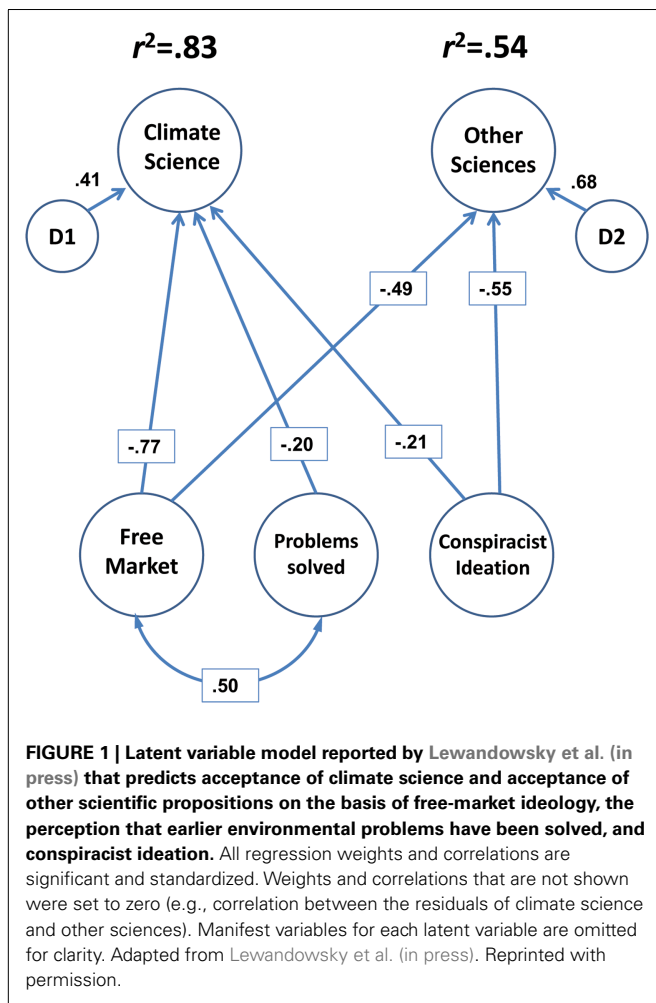 r²=.83
r²=.54
Climate
Science
Other
Sciences
.41
.68
D1
D2
-.49
-.55
-.77
-.20
-.21
Free
Market
Problems
solved
Conspiracist
Ideation
.50
FIGURE 1 | Latent variable model reported by Lewandowsky et al. (in
press) that predicts acceptance of climate science and acceptance of
other scientific propositions on the basis of free-market ideology, the
perception that earlier environmental problems have been solved, and
conspiracist ideation. All regression weights and correlations are
significant and standardized. Weights and correlations that are not shown
were set to zero (e.g., correlation between the residuals of climate science
and other sciences). Manifest variables for each latent variable are omitted
for clarity. Adapted from Lewandowsky et al. (in press). Reprinted with
permission.